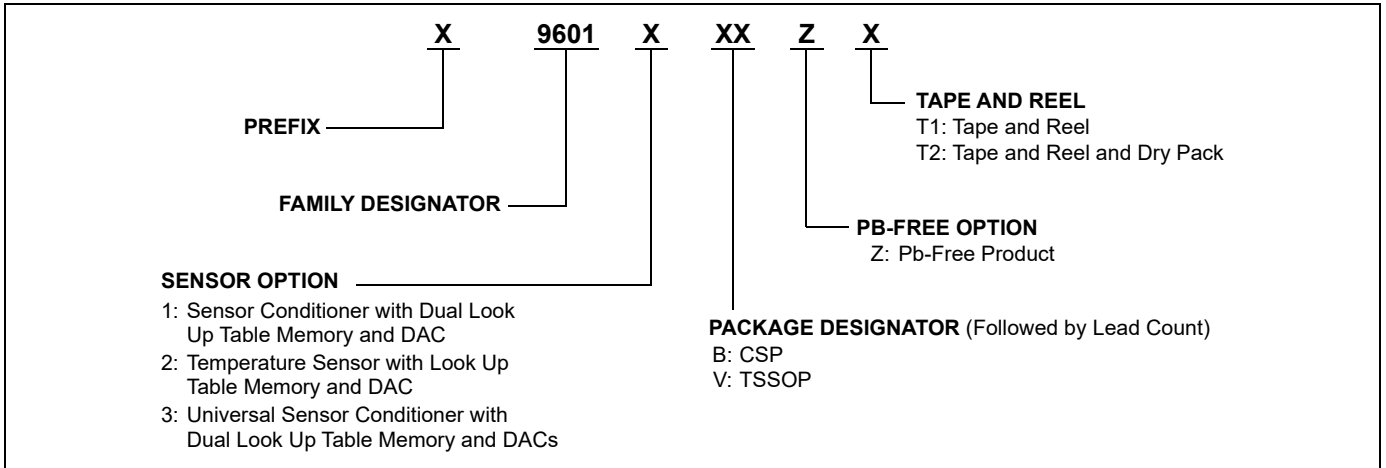 X 9601 X XX Z X
PREFIX
FAMILY DESIGNATOR
SENSOR OPTION
1: Sensor Conditioner with Dual Look
Up Table Memory and DAC
2: Temperature Sensor with Look Up
Table Memory and DAC
3: Universal Sensor Conditioner with
Dual Look Up Table Memory and DACs
TAPE AND REEL
T1: Tape and Reel
T2: Tape and Reel and Dry Pack
PB-FREE OPTION
Z: Pb-Free Product
PACKAGE DESIGNATOR (Followed by Lead Count)
B: CSP
V: TSSOP